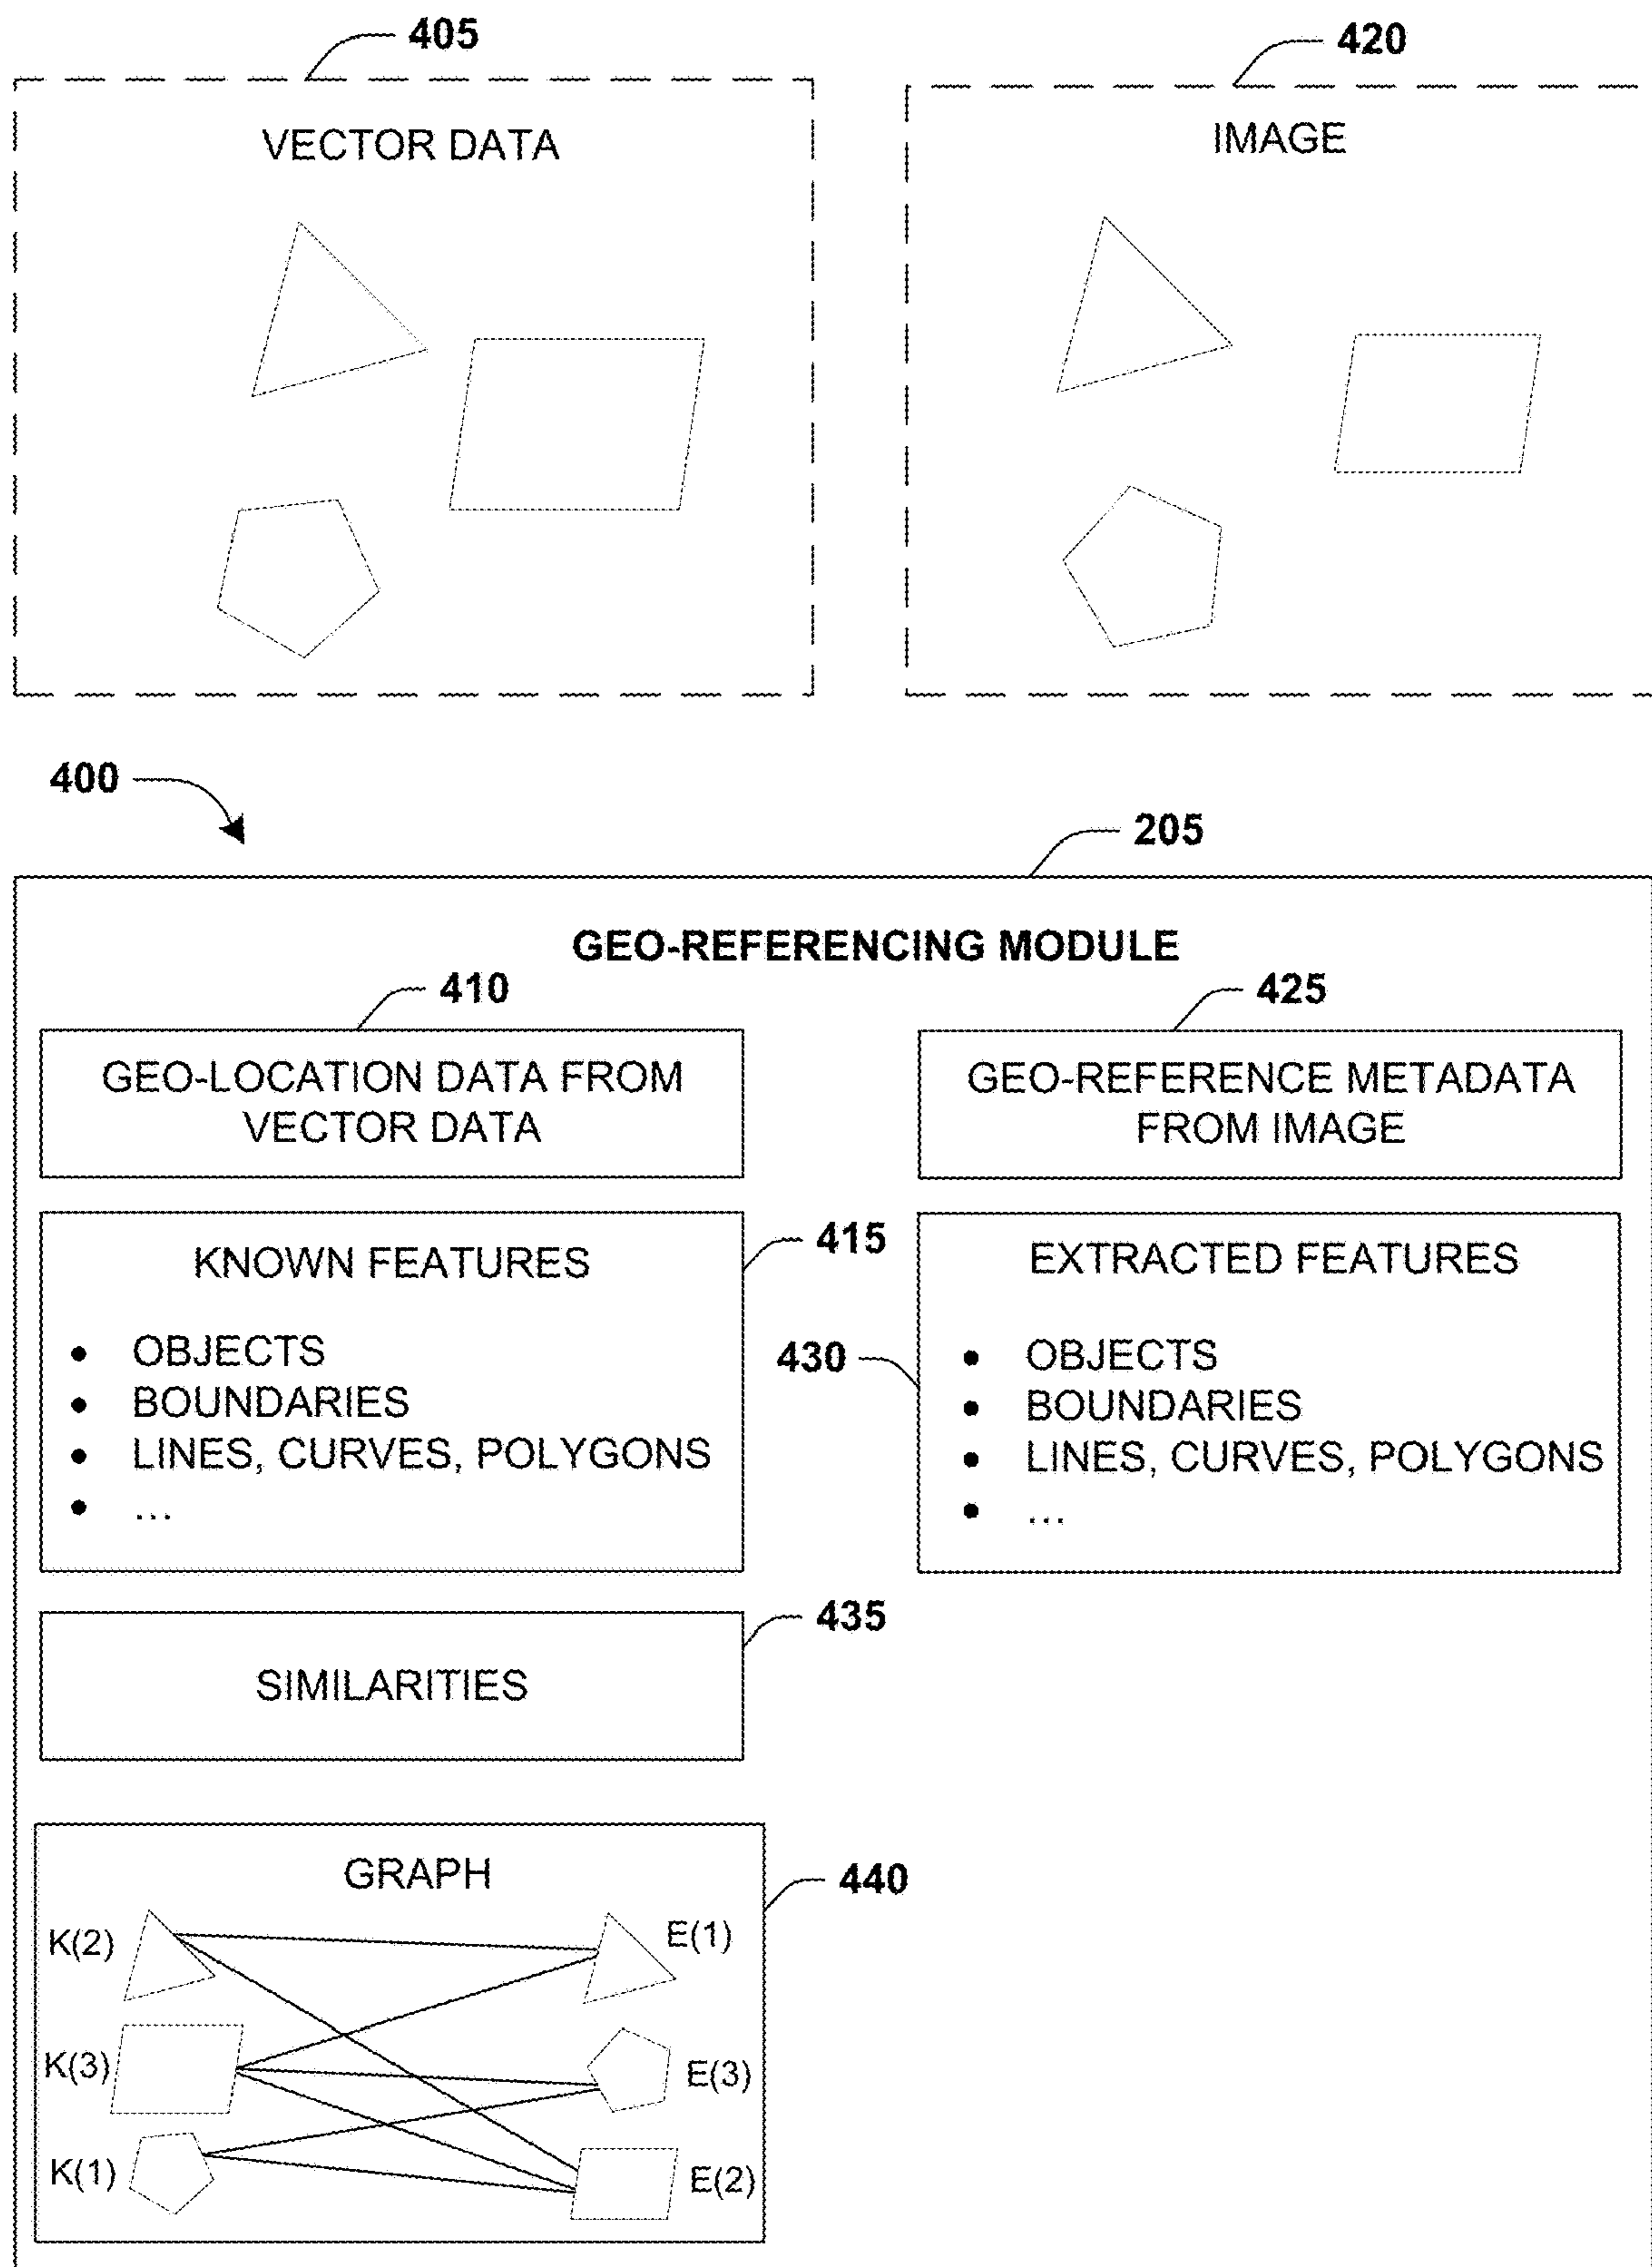 405
420
VECTOR DATA
IMAGE
400
205
GEO-REFERENCING MODULE
410
425
GEO-LOCATION DATA FROM
VECTOR DATA
GEO-REFERENCE METADATA
FROM IMAGE
415
KNOWN FEATURES
• OBJECTS
• BOUNDARIES
• LINES, CURVES, POLYGONS
• ...
430
EXTRACTED FEATURES
• OBJECTS
• BOUNDARIES
• LINES, CURVES, POLYGONS
• ...
435
SIMILARITIES
440
GRAPH
K(2)
E(1)
K(3)
E(3)
K(1)
E(2)